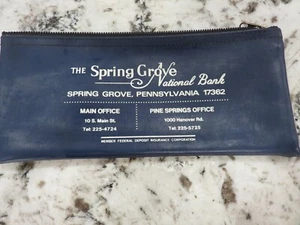 THE Spring Grove
National Bank
SPRING GROVE, PENNSYLVANIA 17362
MAIN OFFICE
10 S. Main St.
Tel: 225-4724
PINE SPRINGS OFFICE
1000 Hanover Rd.
Tel: 225-5725
MEMBER FEDERAL DEPOSIT INSURANCE CORPORATION